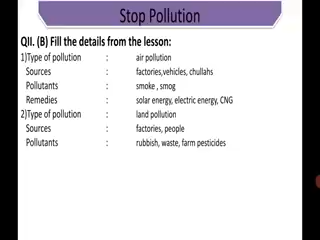 Stop Pollution
QII. (B) Fill the details from the lesson:
1)Type of pollution : air pollution
Sources : factories,vehicles, chullahs
Pollutants : smoke , smog
Remedies : solar energy, electric energy, CNG
2)Type of pollution : land pollution
Sources : factories, people
Pollutants : rubbish, waste, farm pesticides